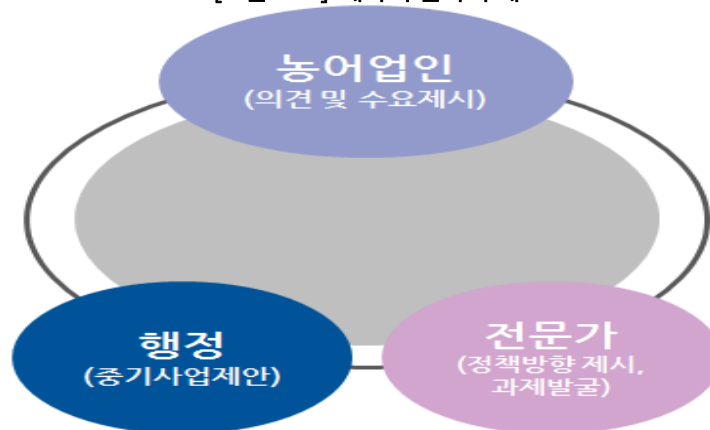 농어업인
(의견 및 수요제시)
행정
(중기사업제안)
전문가
(정책방향 제시,
과제발굴)